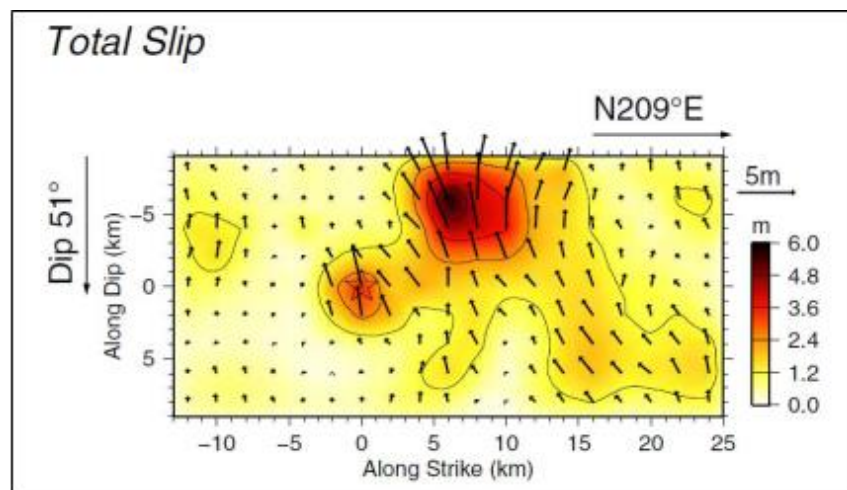 Total Slip
N209°E
5m
Dip 51°
Along Dip (km)
−5
0
5
m
6.0
4.8
3.6
2.4
1.2
0.0
−10 −5 0 5 10 15 20 25
Along Strike (km)